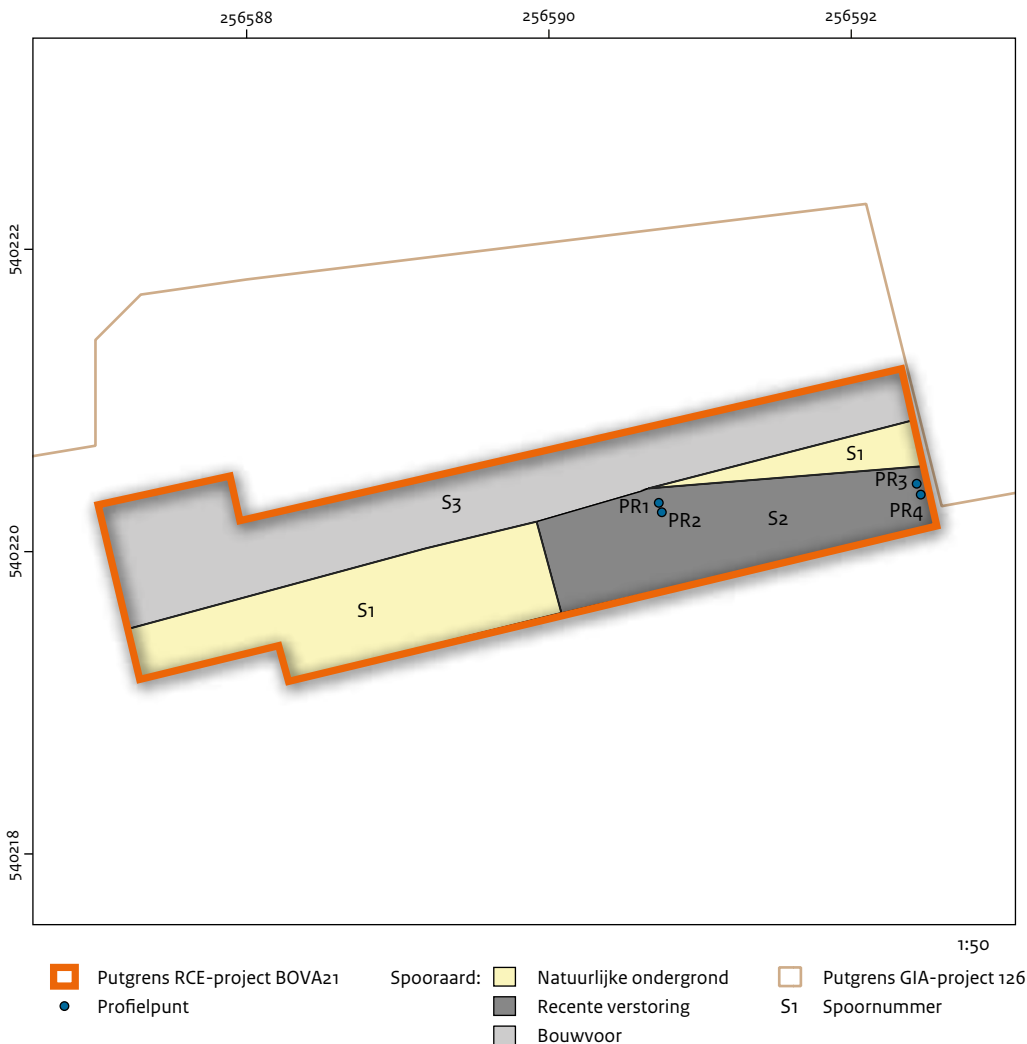 256588 256590 256592
540222
S1
PR3
S3
PR1
PR4
PR2
S2
540220
S1
540218
1:50
Putgrens RCE-project BOVA21 Spooraard: Natuurlijke ondergrond Putgrens GIA-project 126
Profielpunt Recente verstoring S1 Spoornummer
Bouwvoor